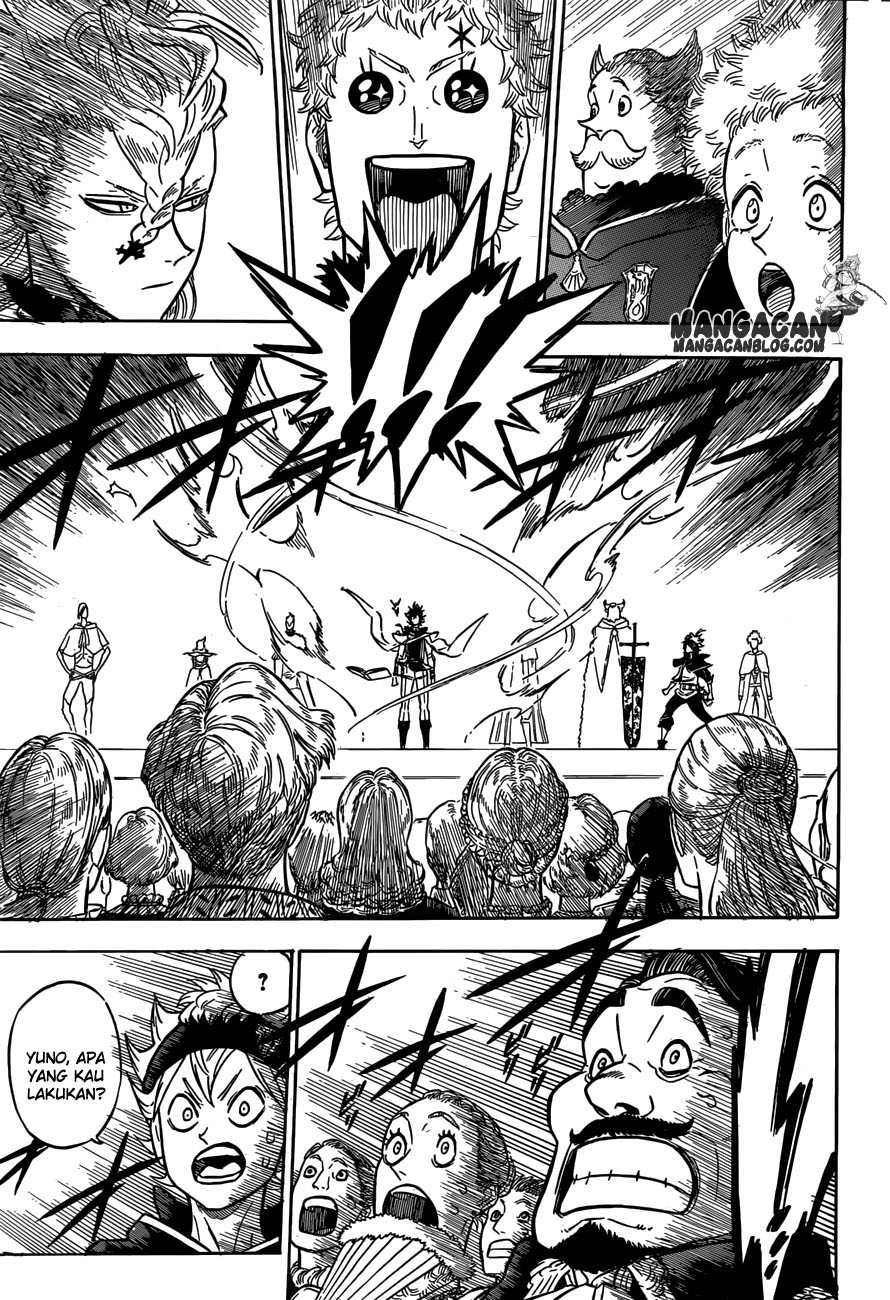 !!!
MANGACAN
MANGACANBLOG.COM
?
YUNO, APA
YANG KAU
LAKUKAN?